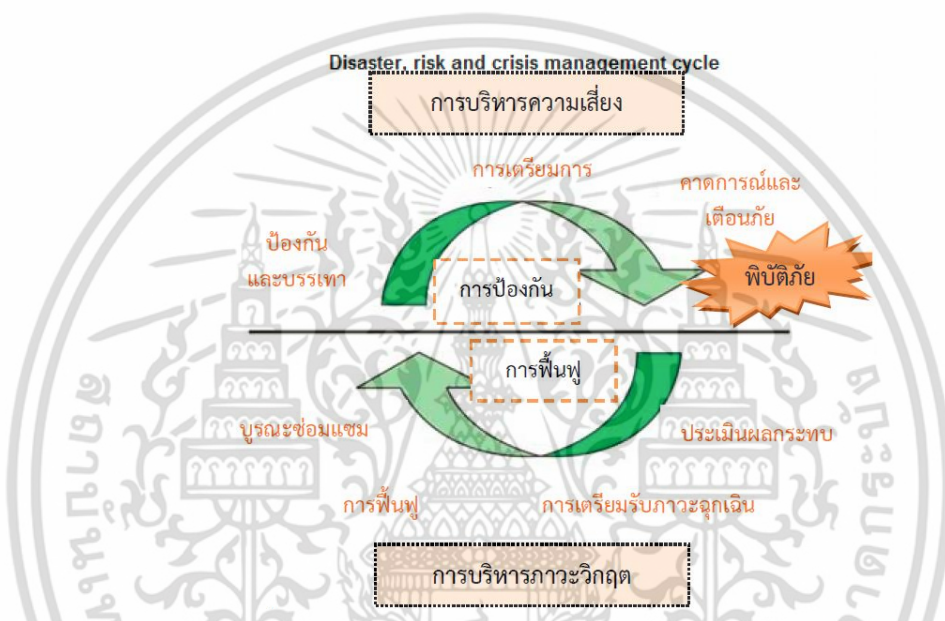 Disaster, risk and crisis management cycle
การบริหารความเสี่ยง
การเตรียมการ
คาดการณ์และ
เตือนภัย
ป้องกัน
และบรรเทา
การป้องกัน
พิบัติภัย
การฟื้นฟู
บูรณะซ่อมแซม
ประเมินผลกระทบ
การฟื้นฟู
การเตรียมรับภาวะฉุกเฉิน
การบริหารภาวะวิกฤต